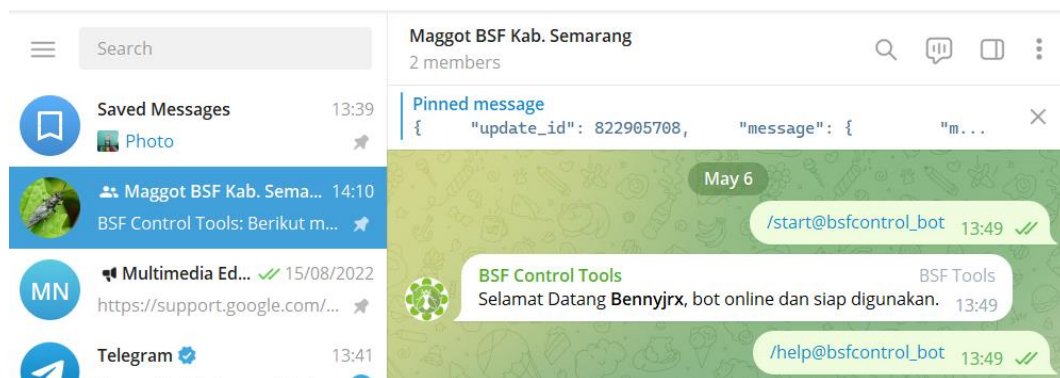 Search
Saved Messages 13:39
Photo
Maggot BSF Kab. Sema... 14:10
BSF Control Tools: Berikut m...
MN
Multimedia Ed... 15/08/2022
https://support.google.com/...
Telegram 13:41
Maggot BSF Kab. Semarang
2 members
Pinned message
{ "update_id": 822905708, "message": { "m...
May 6
/start@bsfcontrol_bot 13:49
BSF Control Tools BSF Tools
Selamat Datang Bennyjrx, bot online dan siap digunakan. 13:49
/help@bsfcontrol_bot 13:49